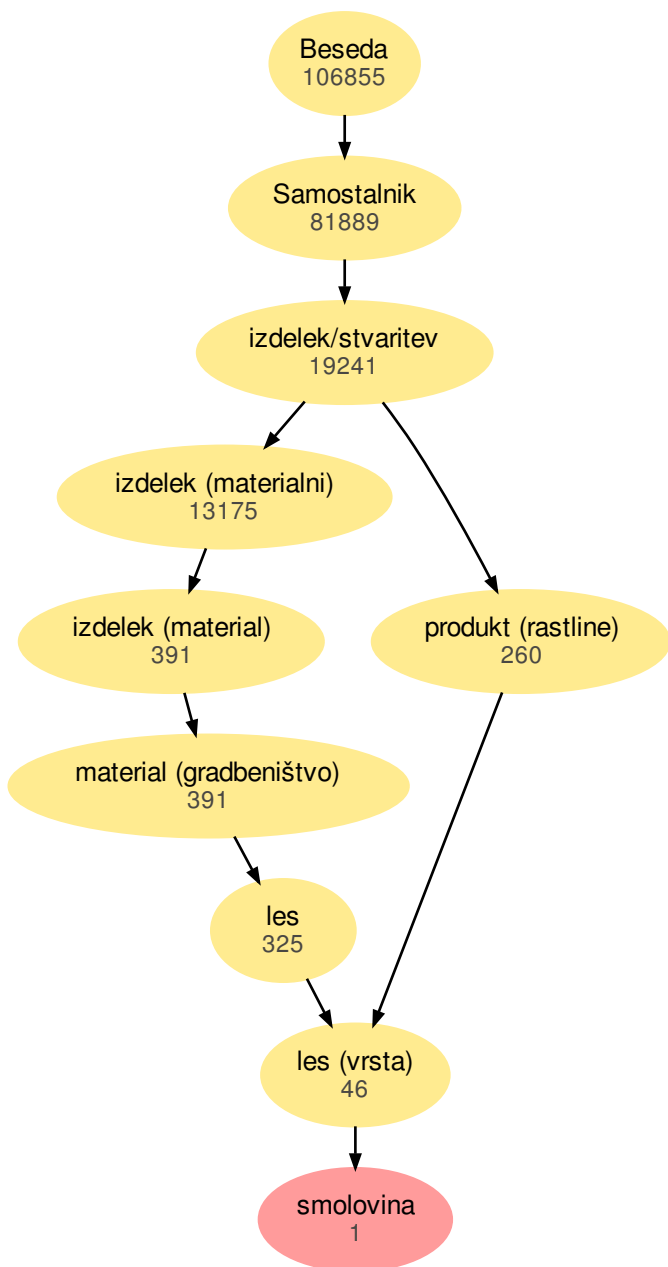 Beseda
106855
Samostalnik
81889
izdelek/stvaritev
19241
izdelek (materialni)
13175
izdelek (material)
391
produkt (rastline)
260
material (gradbeništvo)
391
les
325
les (vrsta)
46
smolovina
1